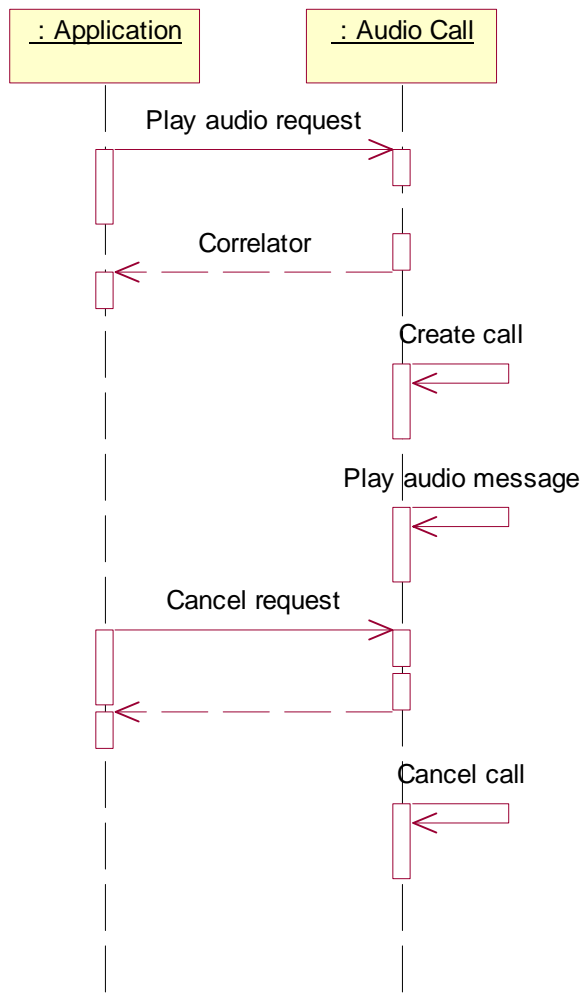 : Application
: Audio Call
Play audio request
Correlator
Create call
Play audio message
Cancel request
Cancel call